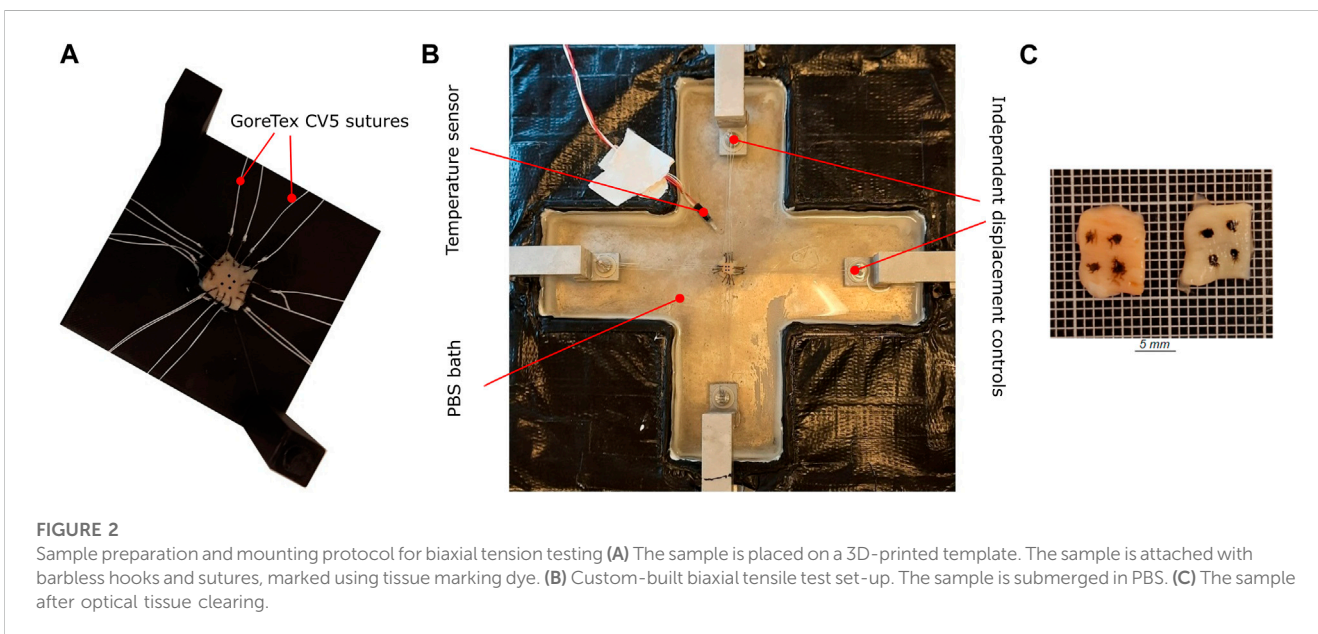 A
GoreTex CV5 sutures
B
Temperature sensor
PBS bath
Independent displacement controls
C
5 mm
FIGURE 2
Sample preparation and mounting protocol for biaxial tension testing (A) The sample is placed on a 3D-printed template. The sample is attached with
barbless hooks and sutures, marked using tissue marking dye. (B) Custom-built biaxial tensile test set-up. The sample is submerged in PBS. (C) The sample
after optical tissue clearing.